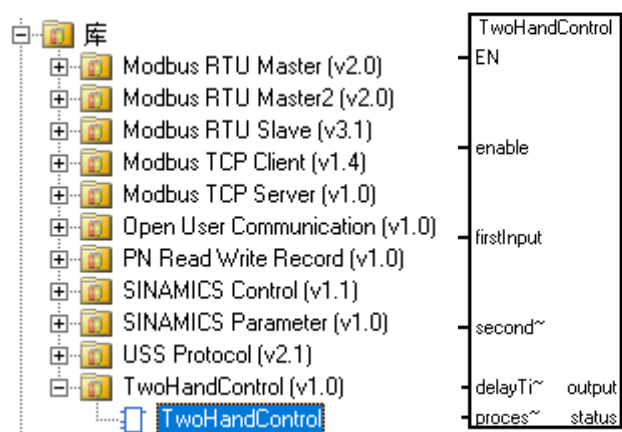 库
Modbus RTU Master (v2.0)
Modbus RTU Master2 (v2.0)
Modbus RTU Slave (v3.1)
Modbus TCP Client (v1.4)
Modbus TCP Server (v1.0)
Open User Communication (v1.0)
PN Read Write Record (v1.0)
SINAMICS Control (v1.1)
SINAMICS Parameter (v1.0)
USS Protocol (v2.1)
TwoHandControl (v1.0)
TwoHandControl
TwoHandControl
EN
enable
firstInput
second~
delayTi~ output
proces~ status